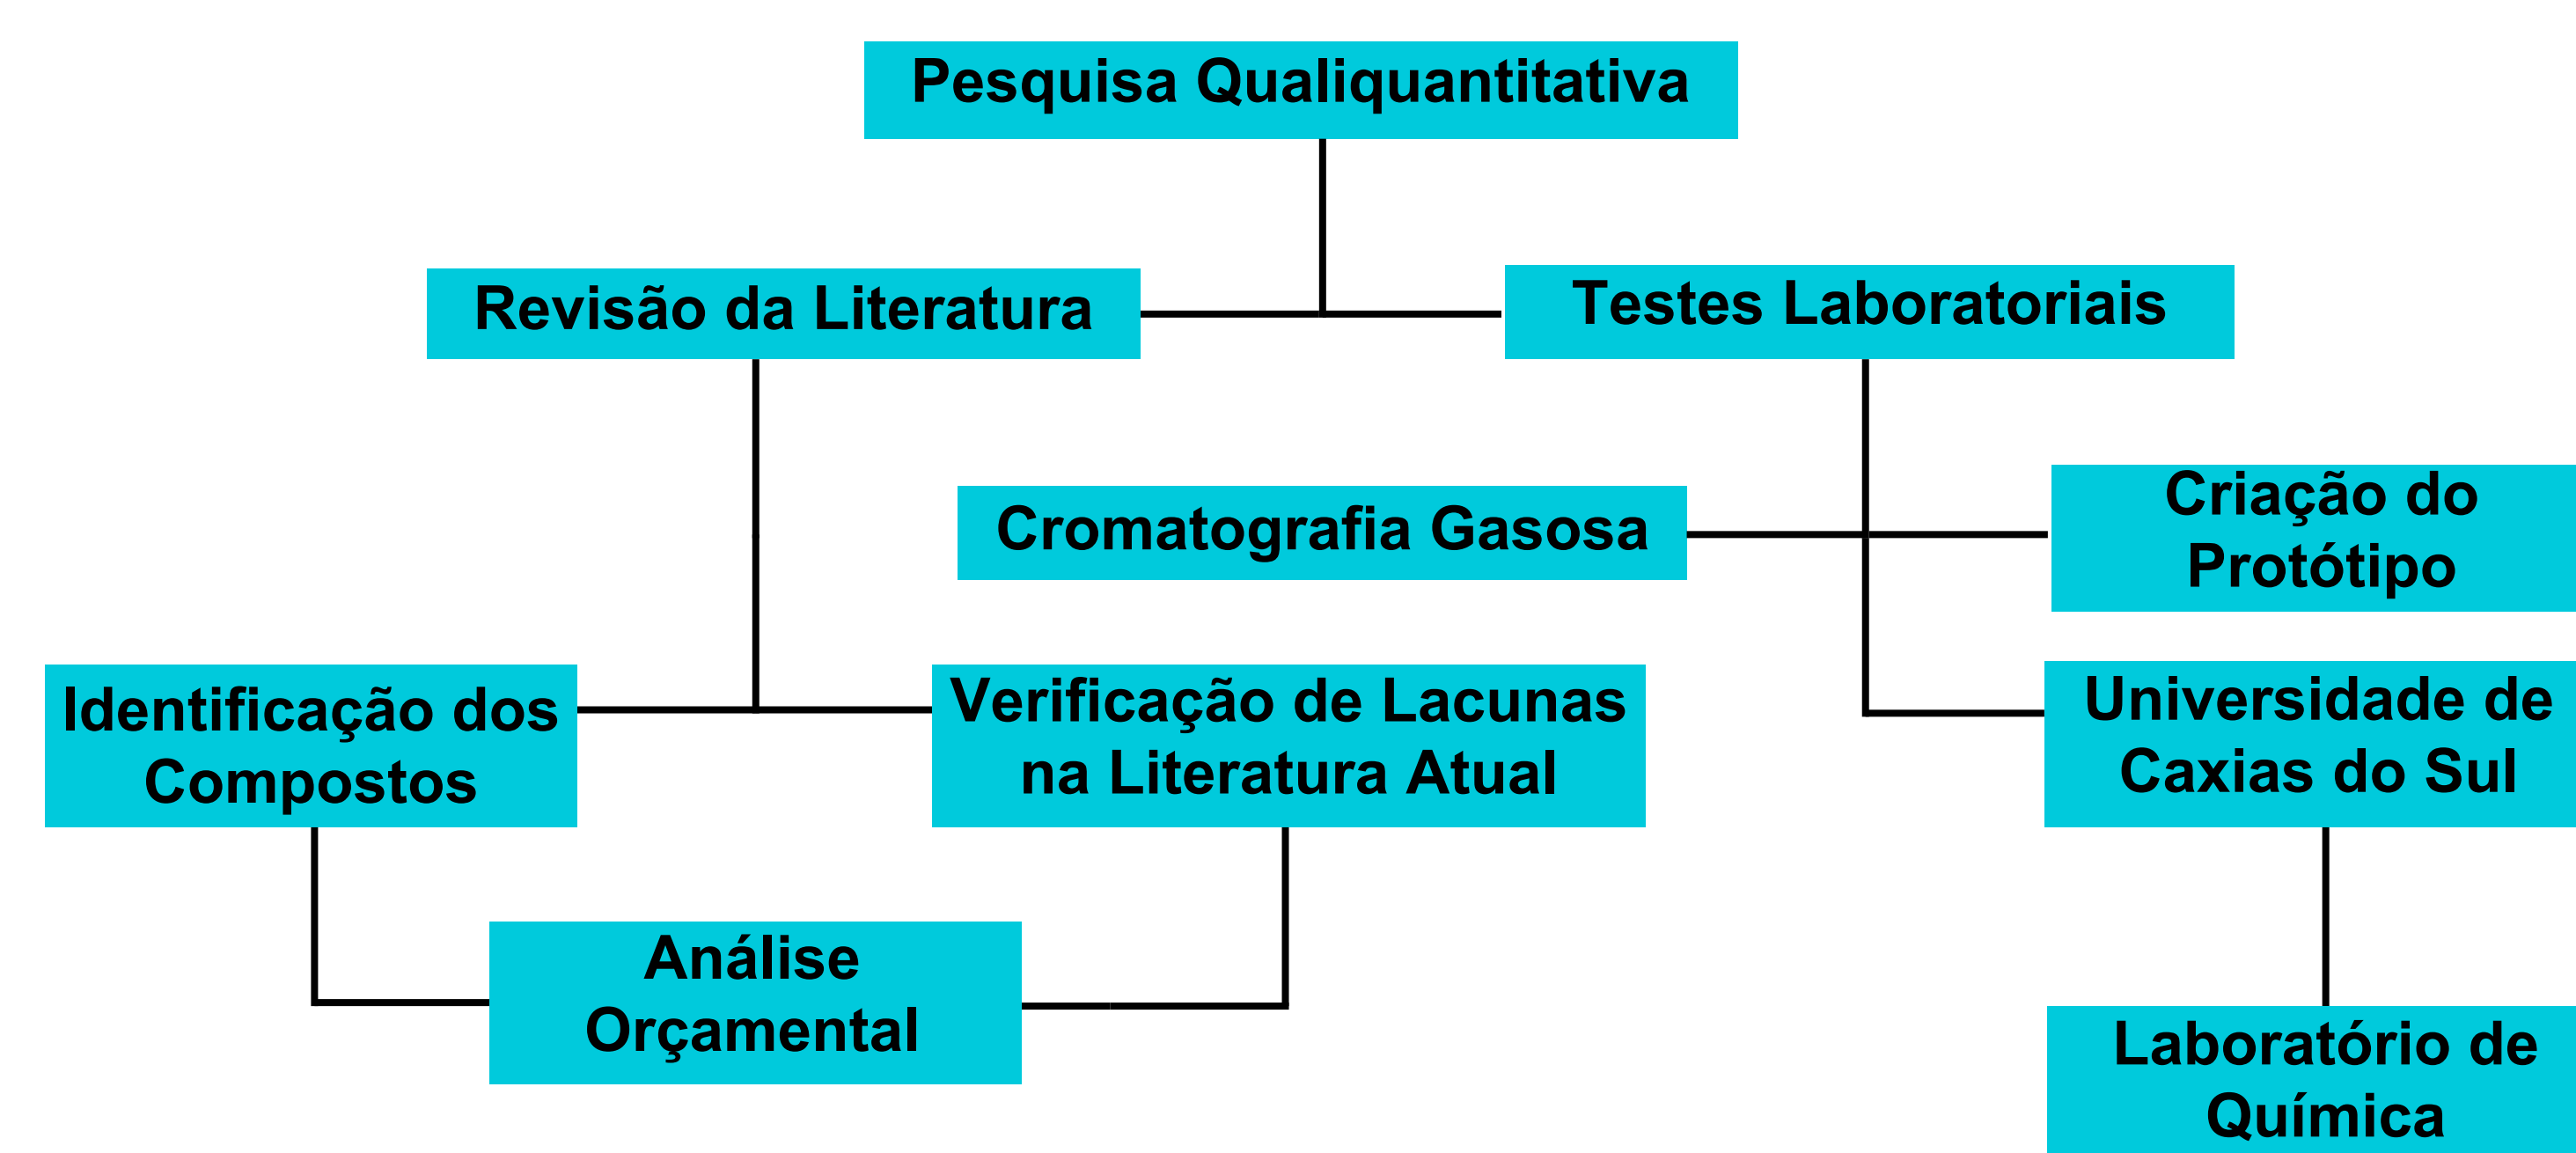 Pesquisa Qualiquantitativa
Revisão da Literatura
Testes Laboratoriais
Cromatografia Gasosa
Criação do
Protótipo
Identificação dos
Compostos
Verificação de Lacunas
na Literatura Atual
Universidade de
Caxias do Sul
Análise
Orçamental
Laboratório de
Química